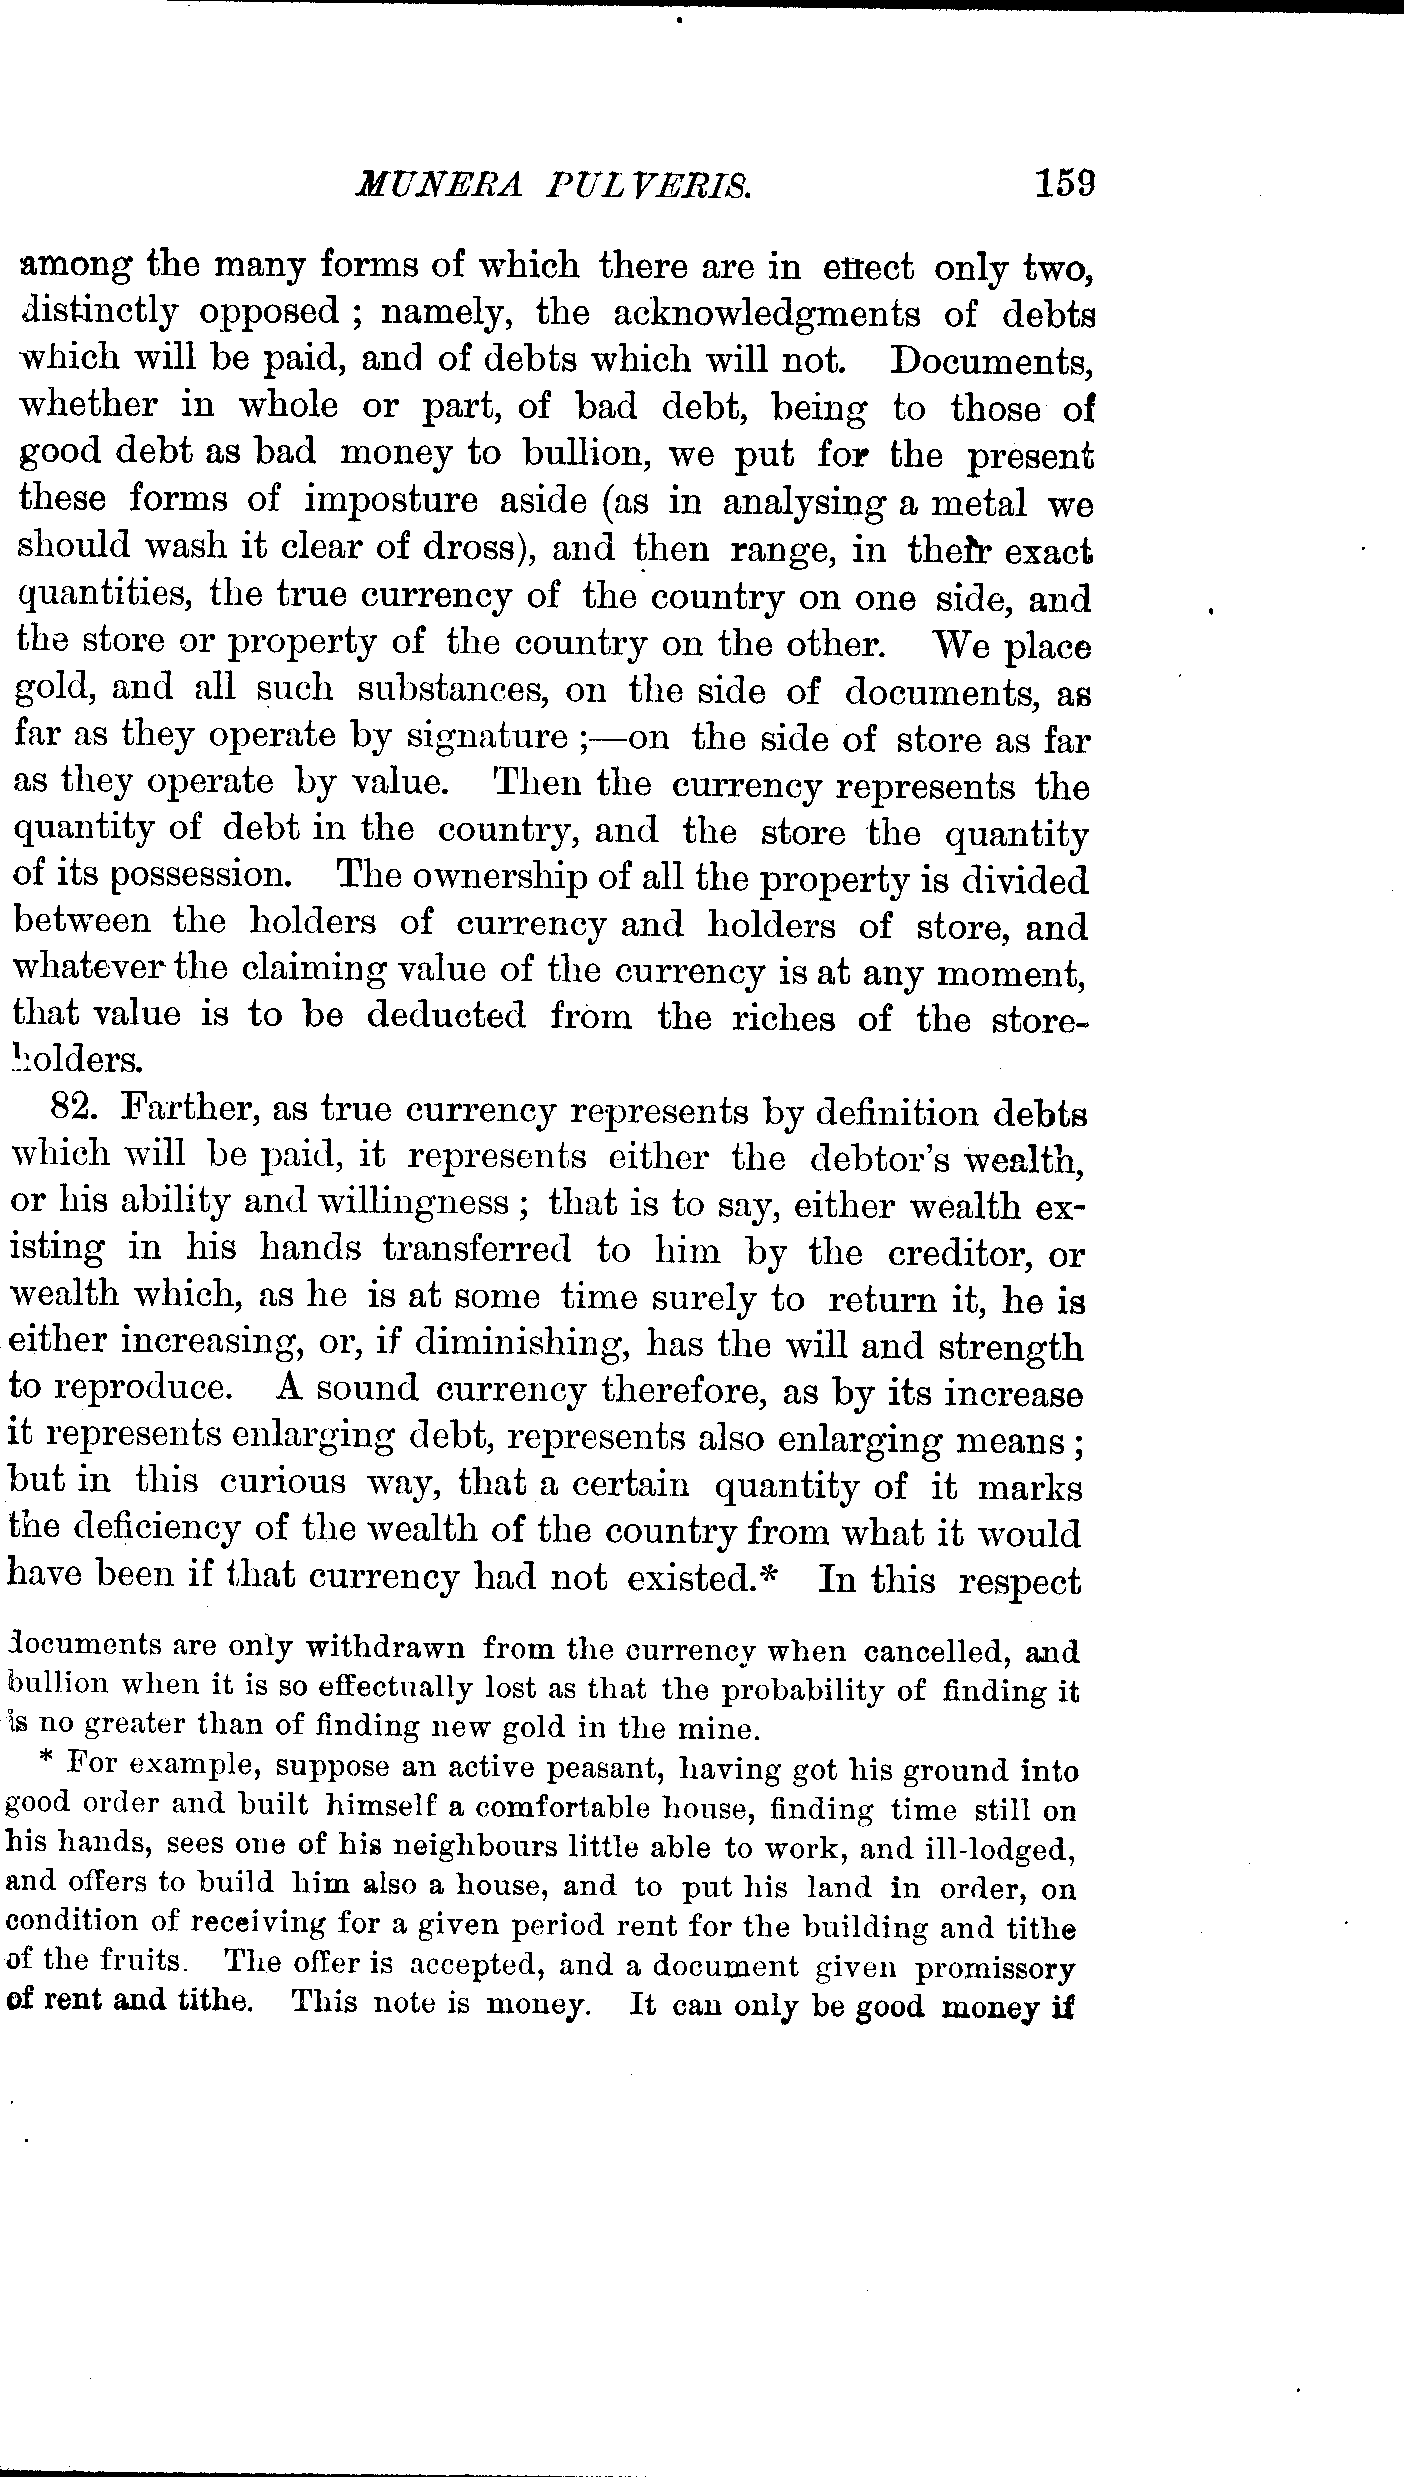 MUNERA PULVERIS. 159
among the many forms of which there are in effect only two,
distinctly opposed ; namely, the acknowledgments of debts
which will be paid, and of debts which will not. Documents,
whether in whole or part, of bad debt, being to those of
good debt as bad money to bullion, we put for the present
these forms of imposture aside (as in analysing a metal we
should wash it clear of dross), and then range, in their exact
quantities, the true currency of the country on one side, and
the store or property of the country on the other. We place
gold, and all such substances, on the side of documents, as
far as they operate by signature ;—on the side of store as far
as they operate by value. Then the currency represents the
quantity of debt in the country, and the store the quantity
of its possession. The ownership of all the property is divided
between the holders of currency and holders of store, and
whatever the claiming value of the currency is at any moment,
that value is to be deducted from the riches of the store-
holders.
82. Farther, as true currency represents by definition debts
which will be paid, it represents either the debtor's wealth,
or his ability and willingness ; that is to say, either wealth ex-
isting in his hands transferred to him by the creditor, or
wealth which, as he is at some time surely to return it, he is
either increasing, or, if diminishing, has the will and strength
to reproduce. A sound currency therefore, as by its increase
it represents enlarging debt, represents also enlarging means ;
but in this curious way, that a certain quantity of it marks
the deficiency of the wealth of the country from what it would
have been if that currency had not existed.* In this respect
documents are only withdrawn from the currency when cancelled, and
bullion when it is so effectually lost as that the probability of finding it
is no greater than of finding new gold in the mine.
* For example, suppose an active peasant, having got his ground into
good order and built himself a comfortable house, finding time still on
his hands, sees one of his neighbours little able to work, and ill-lodged,
and offers to build him also a house, and to put his land in order, on
condition of receiving for a given period rent for the building and tithe
of the fruits. The offer is accepted, and a document given promissory
of rent and tithe. This note is money. It can only be good money if